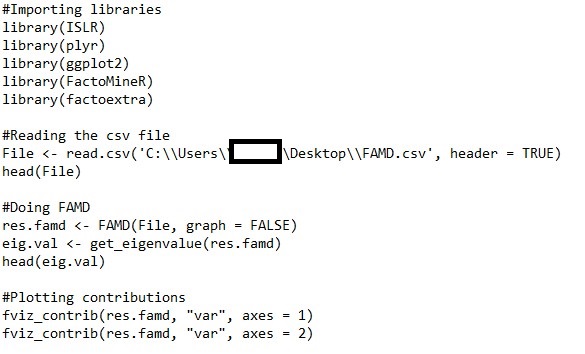 #Importing libraries
library(ISLR)
library(plyr)
library(ggplot2)
library(FactoMineR)
library(factoextra)
#Reading the csv file
File <- read.csv('C:\\Users\\ \Desktop\\FAMD.csv', header = TRUE)
head(File)
#Doing FAMD
res.famd <- FAMD(File, graph = FALSE)
eig.val <- get_eigenvalue(res.famd)
head(eig.val)
#Plotting contributions
fviz_contrib(res.famd, "var", axes = 1)
fviz_contrib(res.famd, "var", axes = 2)